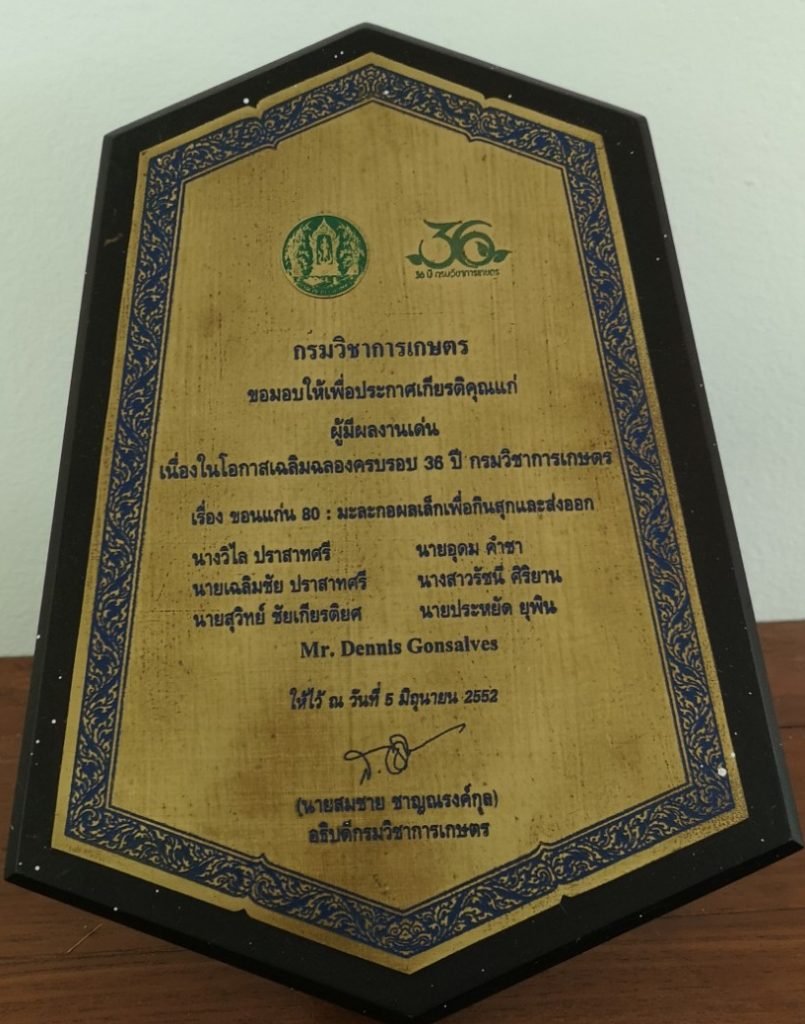 36
36 ปี กรมวิชาการเกษตร
กรมวิชาการเกษตร
ขอมอบให้เพื่อประกาศเกียรติคุณแก่
ผู้มีผลงานเด่น
เนื่องในโอกาสเฉลิมฉลองครบรอบ 36 ปี กรมวิชาการเกษตร
เรื่อง ขอนแก่น 80 : มะละกอผลเล็กเพื่อกินสุกและส่งออก
นางวิไล ปราสาทศรี นายอุดม คำชา
นายเฉลิมชัย ปราสาทศรี นางสาวรัชนี ศิริยาน
นายสุวิทย์ ชัยเกียรติยศ นายประหยัด ยุพิน
Mr. Dennis Gonsalves
ให้ไว้ ณ วันที่ 5 มิถุนายน 2552
(นายสมชาย ชาญณรงค์กุล)
อธิบดีกรมวิชาการเกษตร